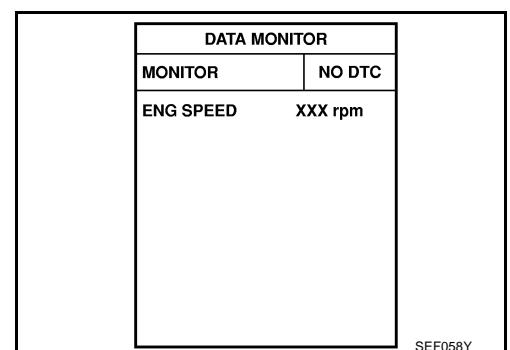 DATA MONITOR
MONITOR NO DTC
ENG SPEED XXX rpm
SEF058Y